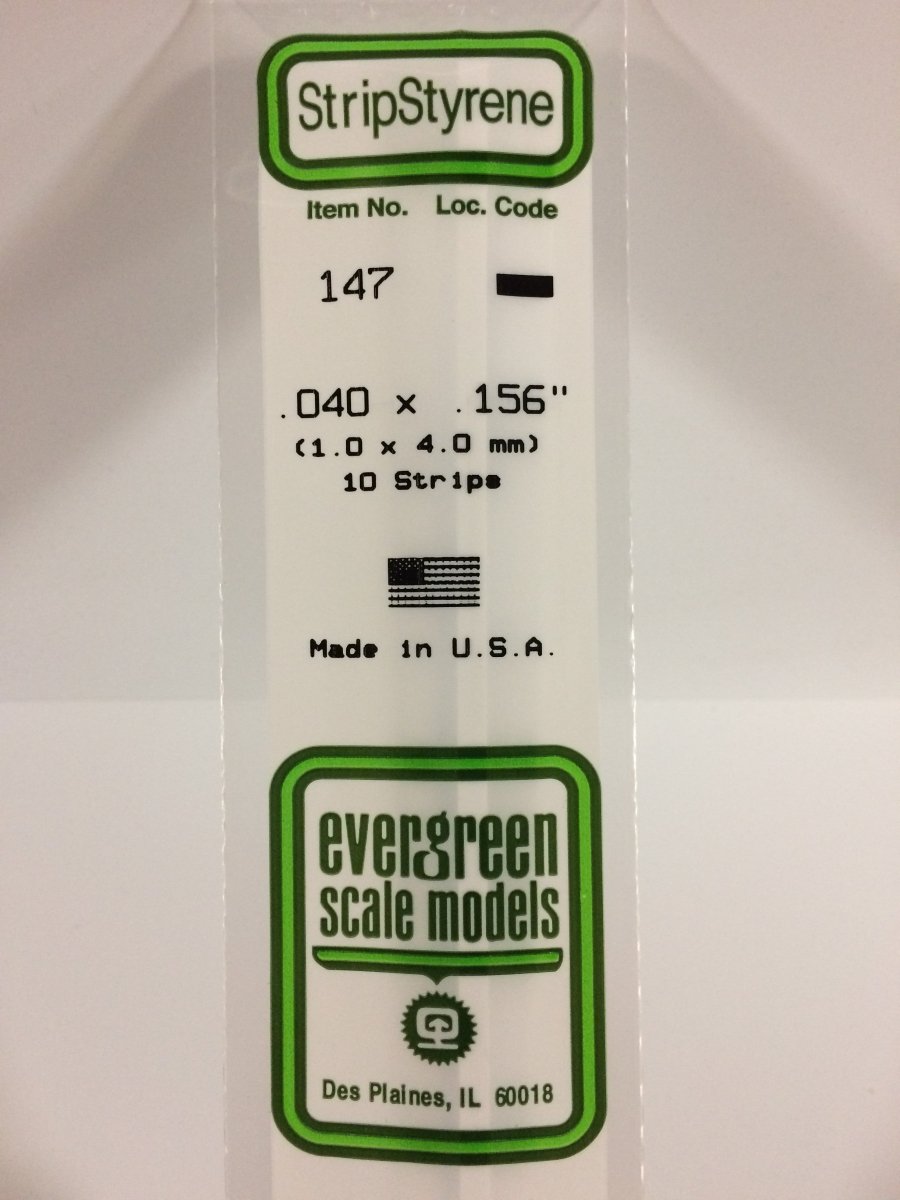 StripStyrene
Item No. Loc. Code
147
.040 x .156"
(1.0 x 4.0 mm)
10 Strips
Made in U.S.A.
evergreen
scale models
Des Plaines, IL 60018